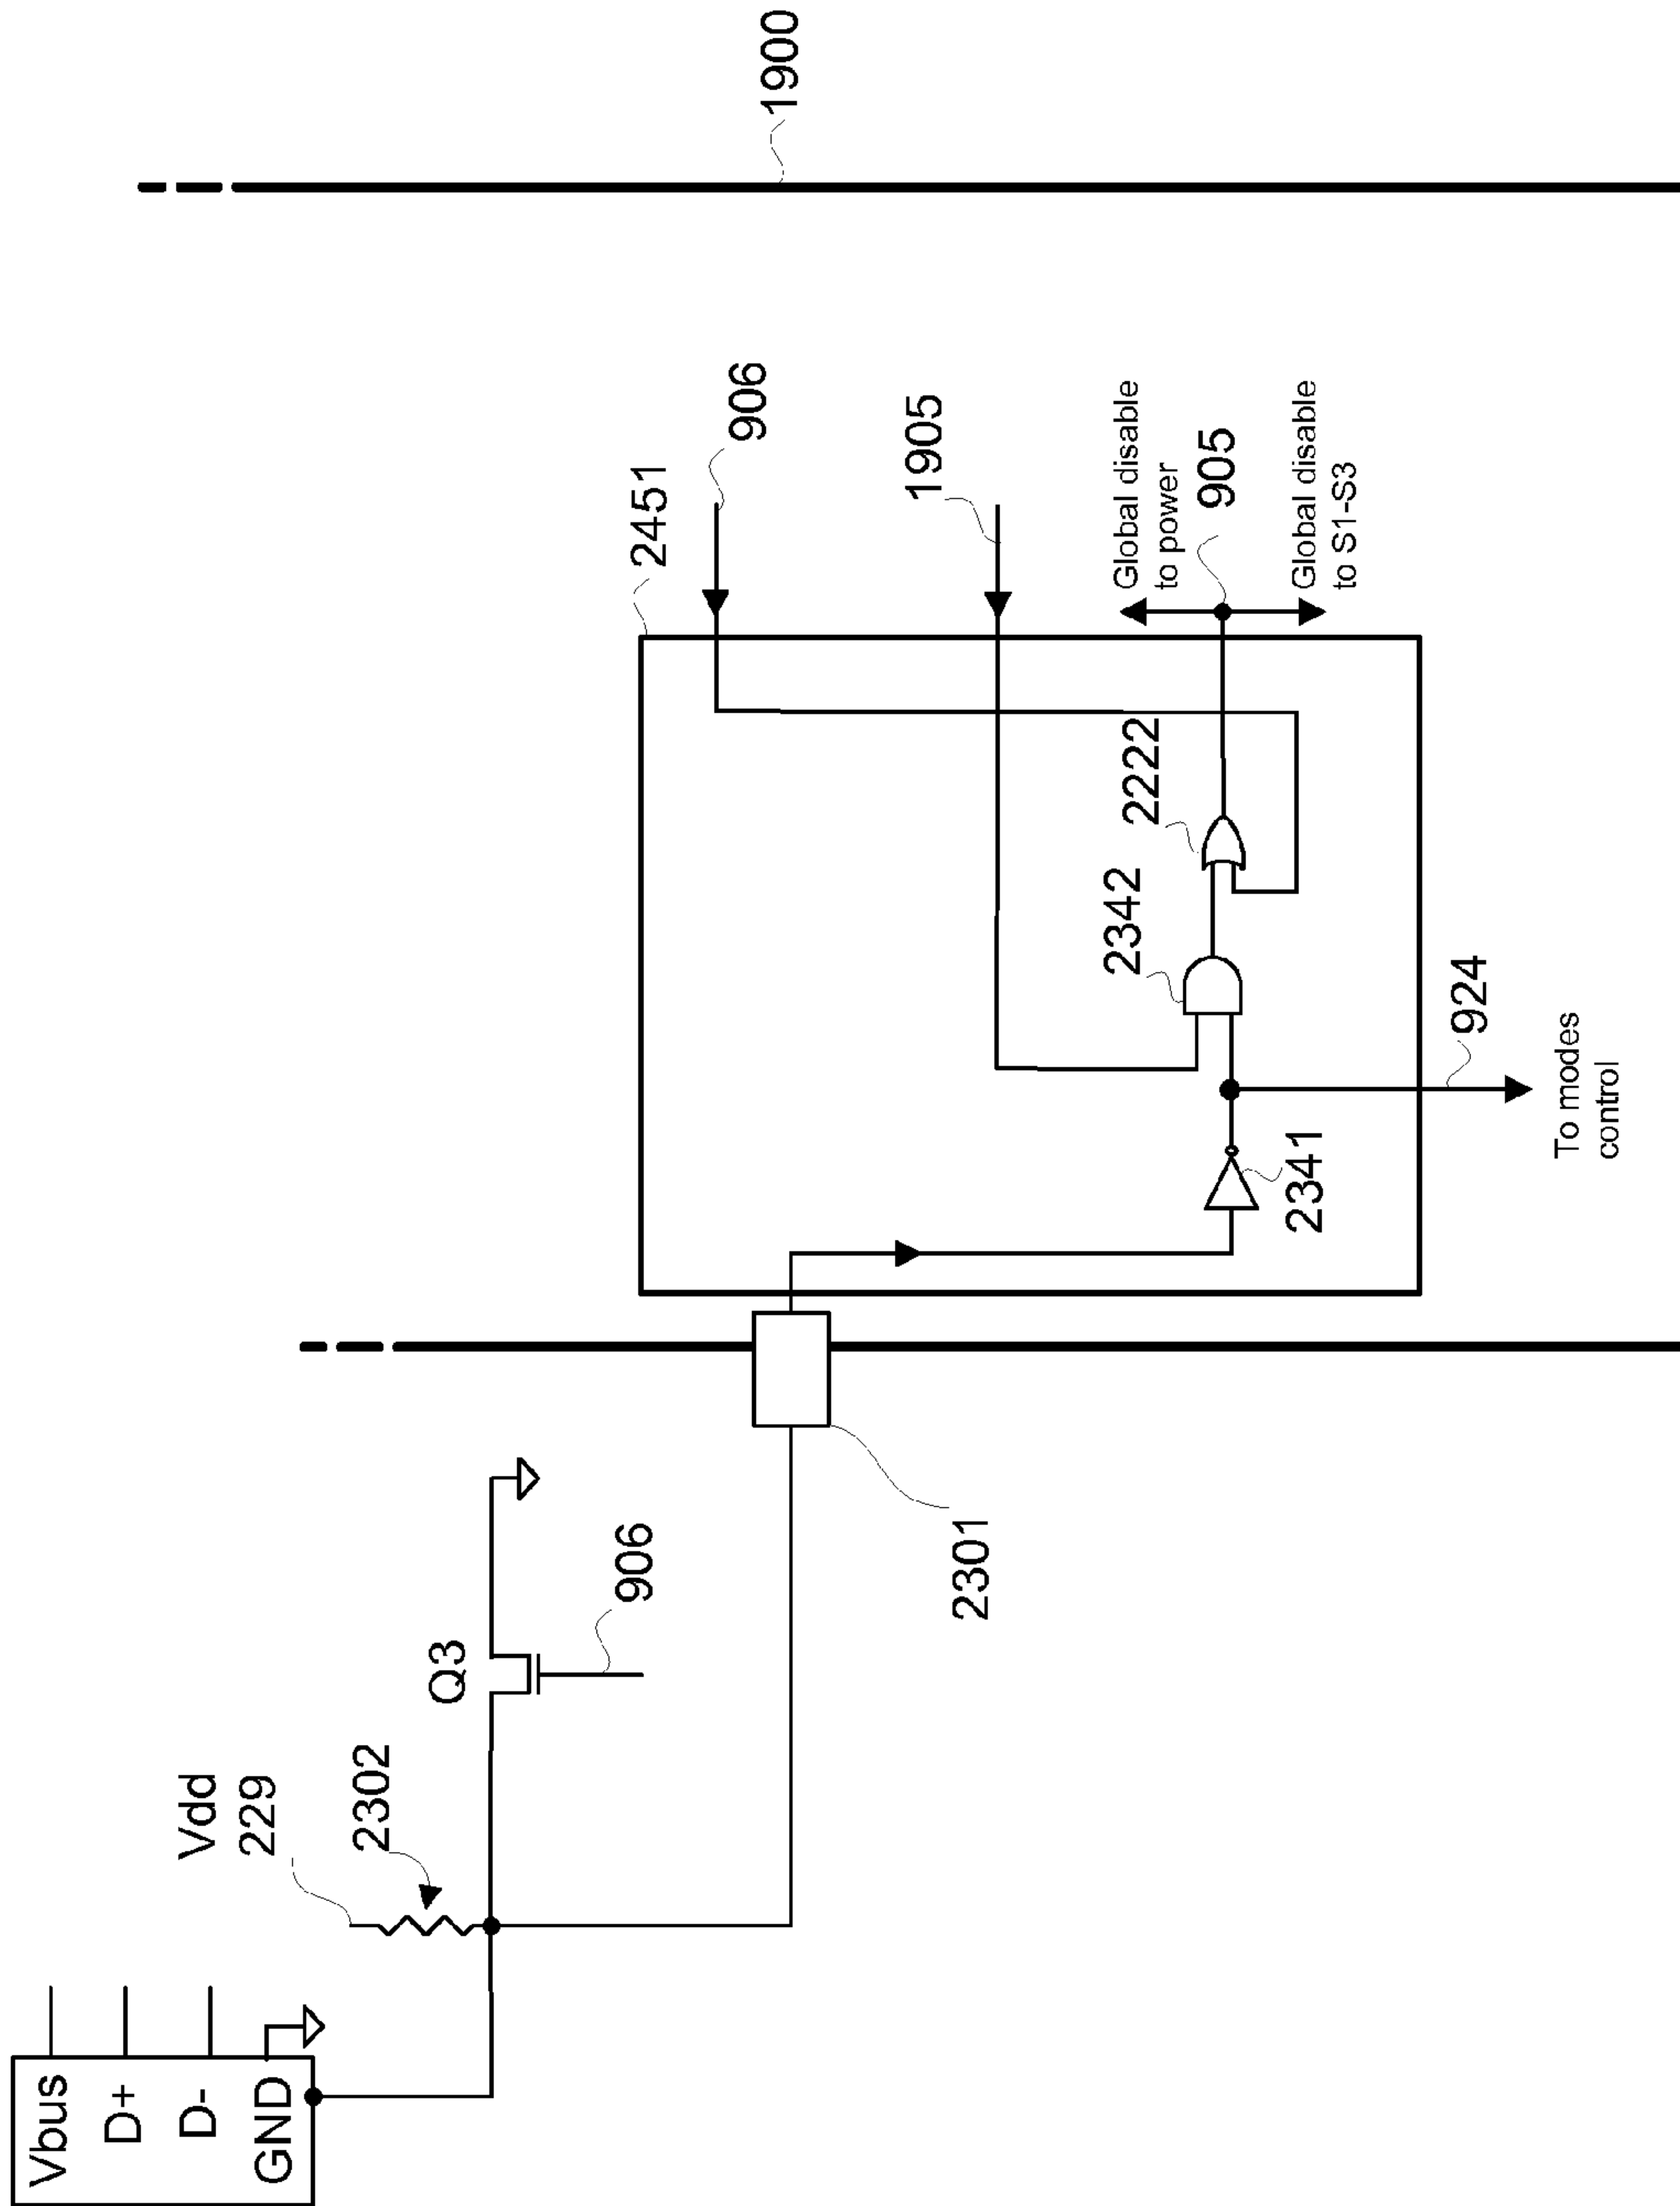 Vbus
D+
D-
GND
Vdd
229
2302
Q3
906
2301
2451
906
1905
Global disable
to power
905
Global disable
to S1-S3
2222
2342
2341
924
To modes
control
1900